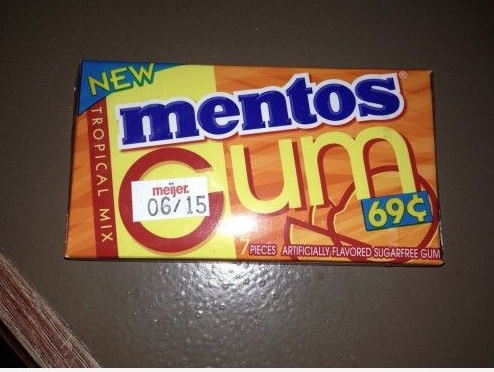 NEW
mentos®
TROPICAL MIX
Gum
meijer.
06/15
69¢
7 PIECES ARTIFICIALLY FLAVORED SUGARFREE GUM